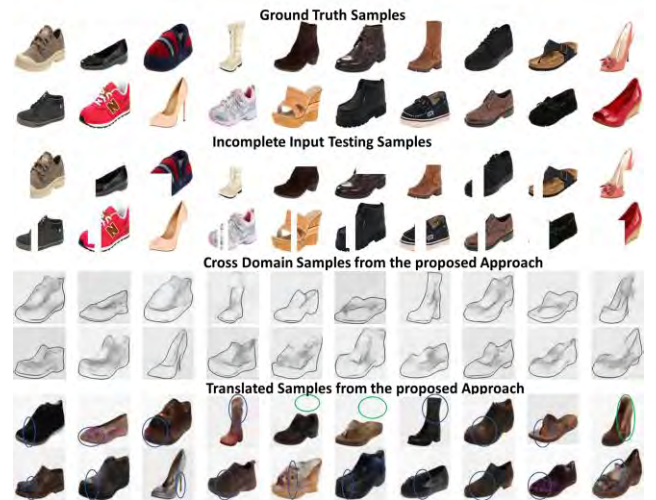 Ground Truth Samples
N
Incomplete Input Testing Samples
N
Cross Domain Samples from the proposed Approach
Translated Samples from the proposed Approach